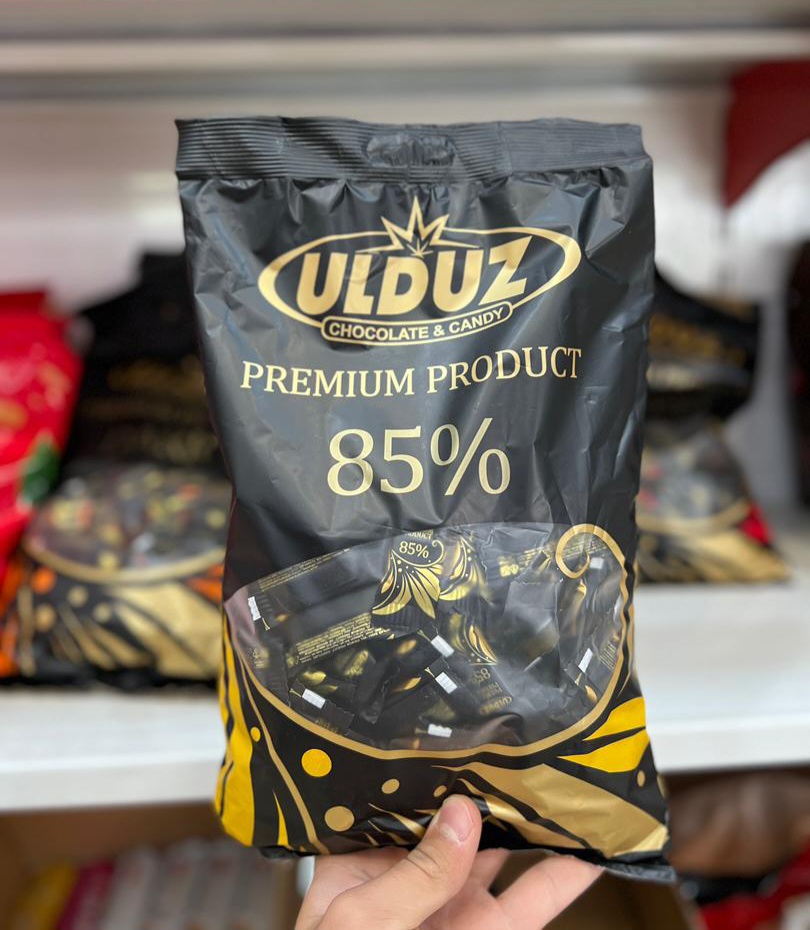 ULDUZ
CHOCOLATE & CANDY
PREMIUM PRODUCT
85%
85%